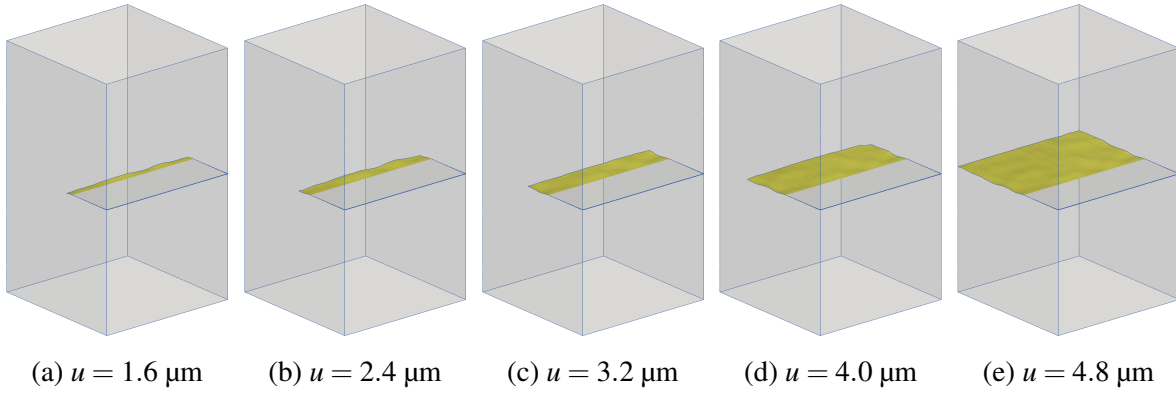 (a) u = 1.6 µm (b) u = 2.4 µm (c) u = 3.2 µm (d) u = 4.0 µm (e) u = 4.8 µm